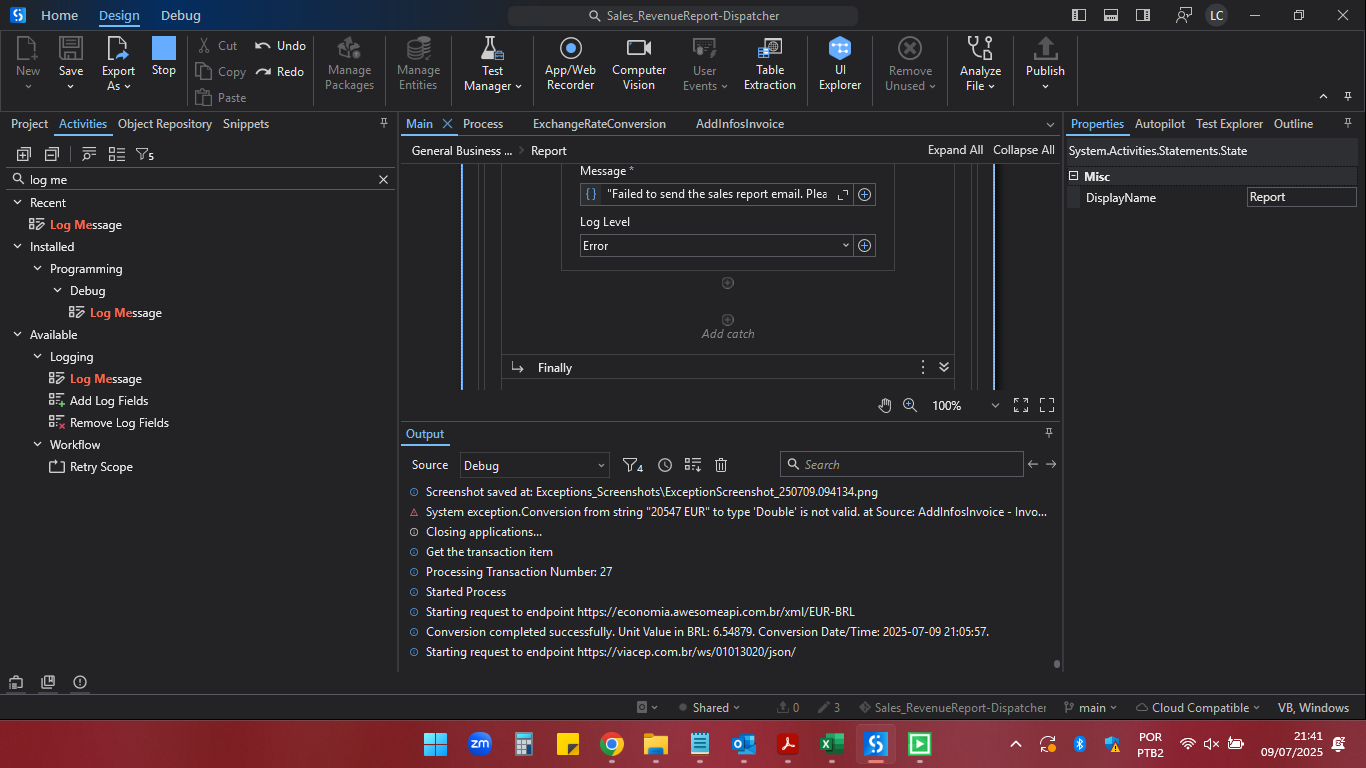 Home Design Debug Sales_RevenueReport-Dispatcher LC
New Save Export As Stop Cut Copy Paste Undo Redo Manage Packages Manage Entities Test Manager App/Web Recorder Computer Vision User Events Table Extraction UI Explorer Remove Unused Analyze File Publish
Project Activities Object Repository Snippets
5
log me
Recent
Log Message
Installed
Programming
Debug
Log Message
Available
Logging
Log Message
Add Log Fields
Remove Log Fields
Workflow
Retry Scope
Main Process ExchangeRateConversion AddInfosInvoice
General Business ... Report Expand All Collapse All
Message *
{} "Failed to send the sales report email. Plea
Log Level
Error
Add catch
Finally
100%
Output
Source Debug 4 Search
Screenshot saved at: Exceptions_Screenshots\ExceptionScreenshot_250709.094134.png
System exception.Conversion from string "20547 EUR" to type 'Double' is not valid. at Source: AddInfosInvoice - Invo...
Closing applications...
Get the transaction item
Processing Transaction Number: 27
Started Process
Starting request to endpoint https://economia.awesomeapi.com.br/xml/EUR-BRL
Conversion completed successfully. Unit Value in BRL: 6.54879. Conversion Date/Time: 2025-07-09 21:05:57.
Starting request to endpoint https://viacep.com.br/ws/01013020/json/
Properties Autopilot Test Explorer Outline
System.Activities.Statements.State
Misc
DisplayName Report
Shared 0 3 Sales_RevenueReport-Dispatcher main Cloud Compatible VB, Windows
zm
POR
PTB2
21:41
09/07/2025